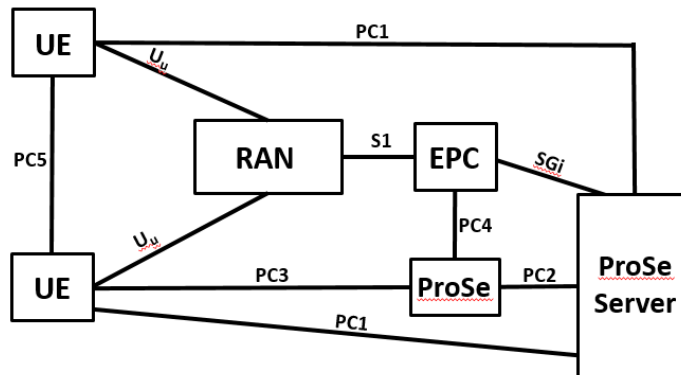 UE
PC1
Uu
PC5
RAN
S1
EPC
SGi
Uu
PC4
UE
PC3
ProSe
PC2
ProSe
Server
PC1